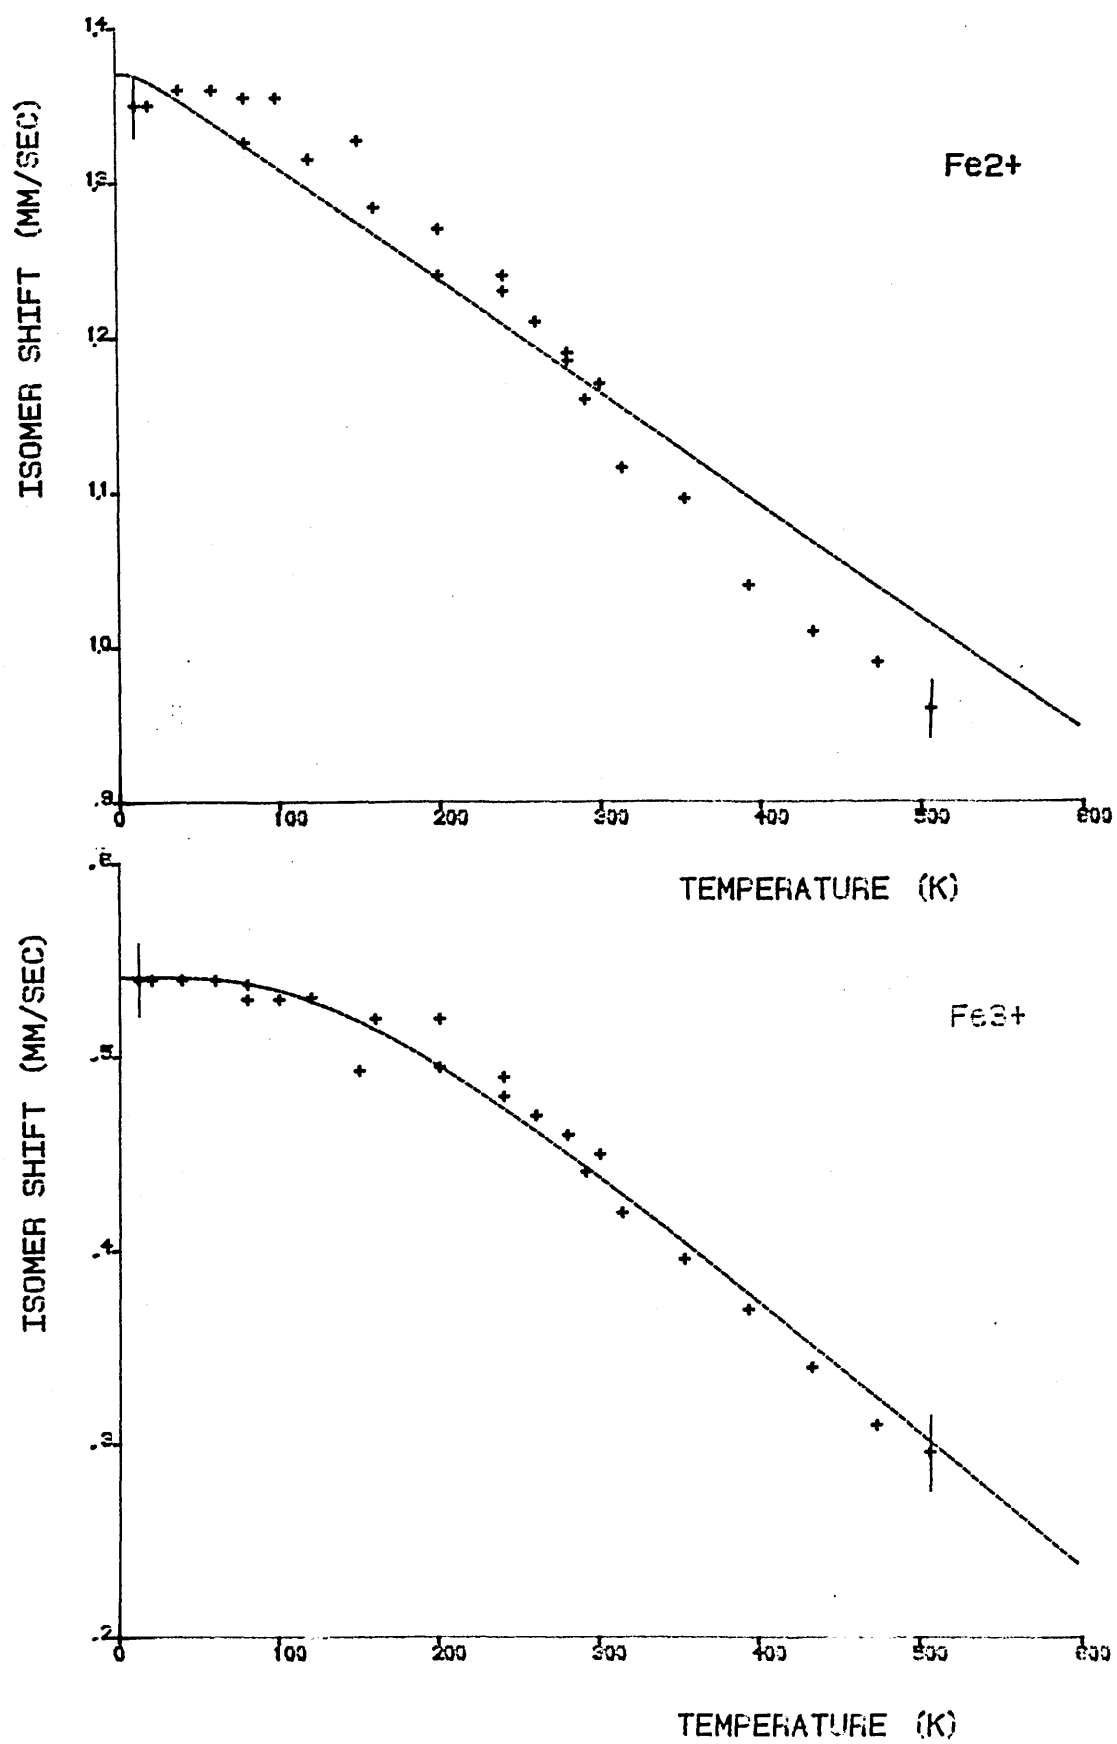 1.4
1.3
1.2
1.1
1.0
.9
ISOMER SHIFT (MM/SEC)
Fe2+
0 100 200 300 400 500 600
TEMPERATURE (K)
.6
.5
.4
.3
.2
ISOMER SHIFT (MM/SEC)
Fe3+
0 100 200 300 400 500 600
TEMPERATURE (K)